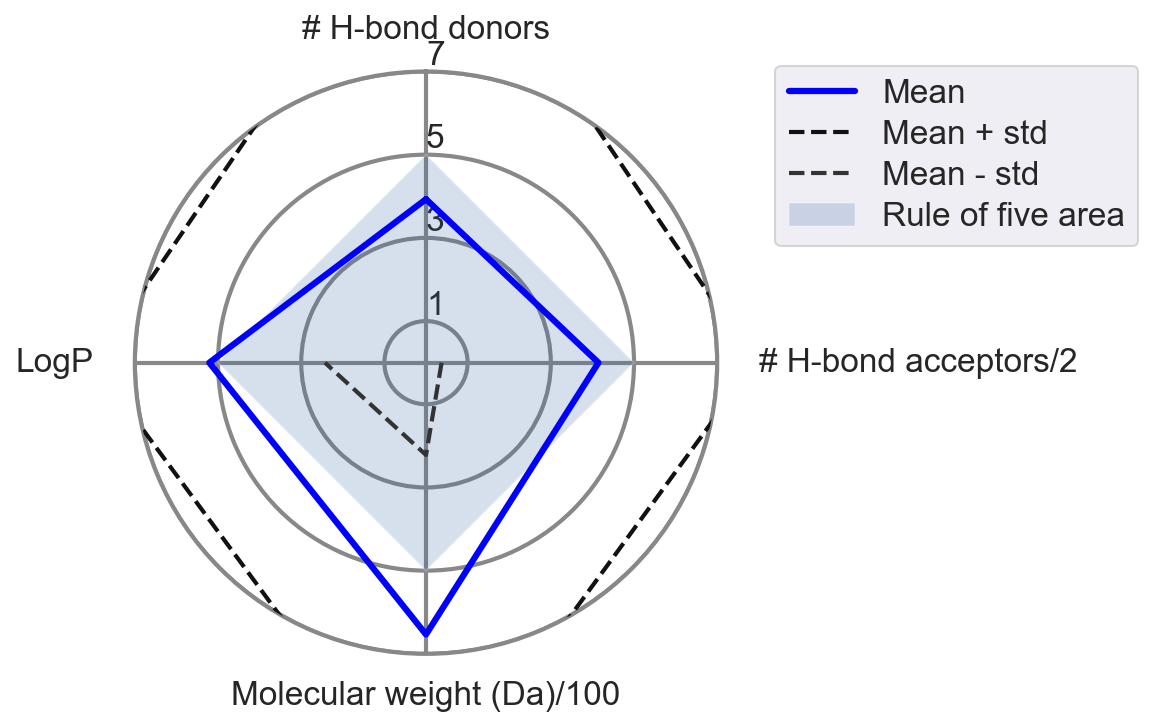 # H-bond donors
7
5
3
1
LogP
# H-bond acceptors/2
Molecular weight (Da)/100
Mean
Mean + std
Mean - std
Rule of five area